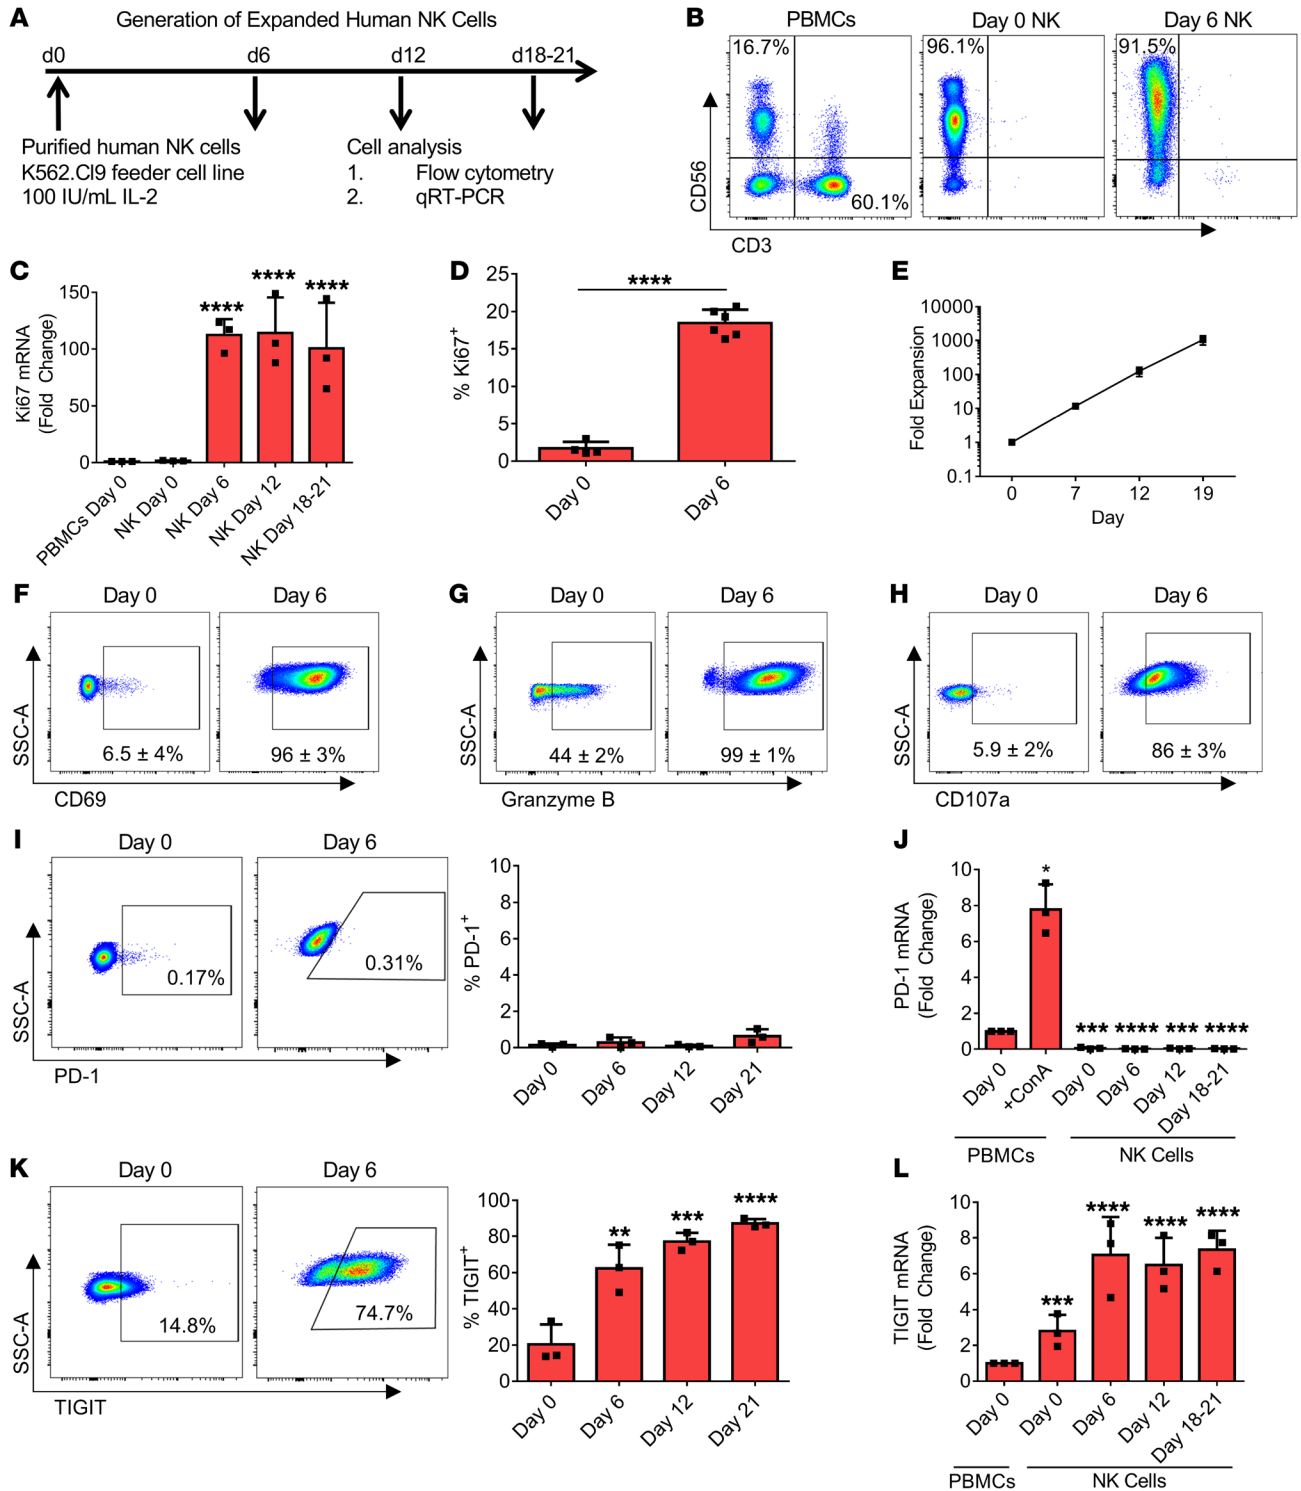 A
Generation of Expanded Human NK Cells
d0
d6
d12
d18-21
Purified human NK cells
K562.Cl9 feeder cell line
100 IU/mL IL-2
Cell analysis
1. Flow cytometry
2. qRT-PCR
B
PBMCs
Day 0 NK
Day 6 NK
16.7%
96.1%
91.5%
60.1%
CD56
CD3
C
Ki67 mRNA
(Fold Change)
150
100
50
0
****
****
****
PBMCs Day 0
NK Day 0
NK Day 6
NK Day 12
NK Day 18-21
D
% Ki67+
25
20
15
10
5
0
****
Day 0
Day 6
E
Fold Expansion
10000
1000
100
10
1
0.1
0
7
12
19
Day
F
Day 0
Day 6
SSC-A
6.5 ± 4%
96 ± 3%
CD69
G
Day 0
Day 6
SSC-A
44 ± 2%
99 ± 1%
Granzyme B
H
Day 0
Day 6
SSC-A
5.9 ± 2%
86 ± 3%
CD107a
I
Day 0
Day 6
SSC-A
0.17%
0.31%
PD-1
% PD-1+
10
8
6
4
2
0
Day 0
Day 6
Day 12
Day 21
J
PD-1 mRNA
(Fold Change)
10
8
6
4
2
0
*
***
****
***
****
Day 0
+ConA
Day 0
Day 6
Day 12
Day 18-21
PBMCs
NK Cells
K
Day 0
Day 6
SSC-A
14.8%
74.7%
TIGIT
% TIGIT+
100
80
60
40
20
0
**
***
****
Day 0
Day 6
Day 12
Day 21
L
TIGIT mRNA
(Fold Change)
10
8
6
4
2
0
***
****
****
****
Day 0
Day 0
Day 6
Day 12
Day 18-21
PBMCs
NK Cells